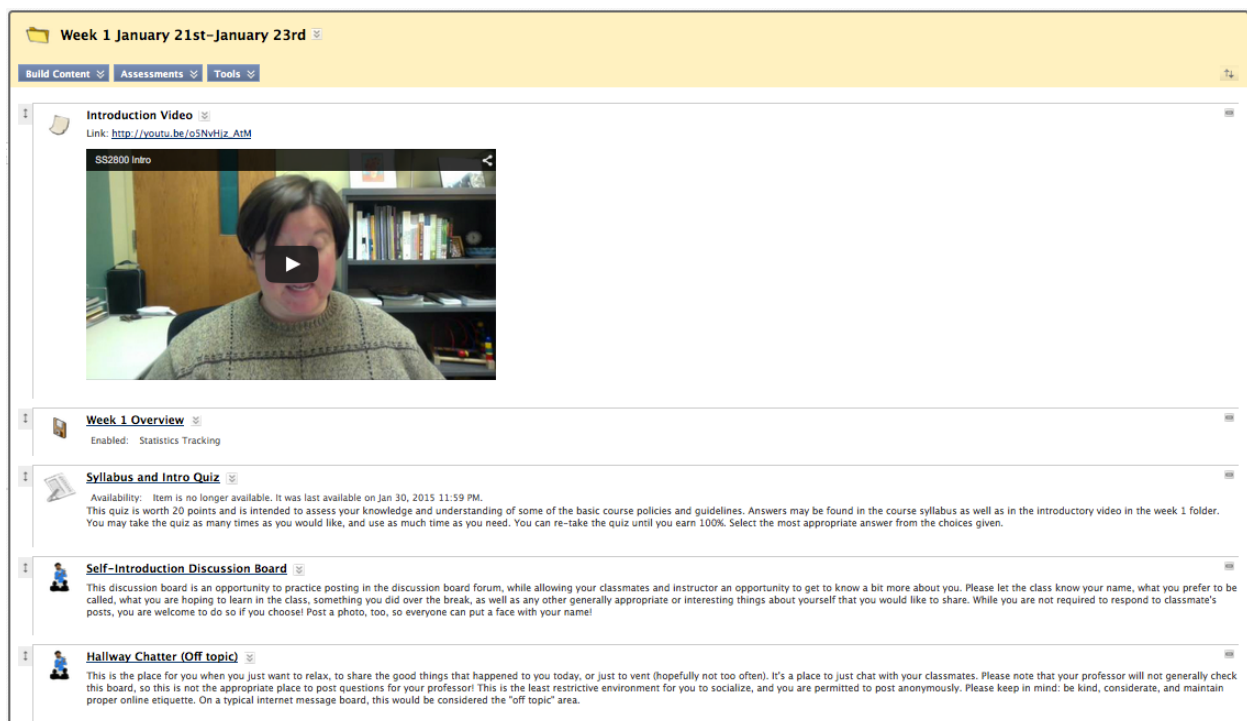 Week 1 January 21st-January 23rd
Build Content Assessments Tools
Introduction Video
Link: http://youtu.be/o5NvHjz_AtM
SS2800 Intro
Week 1 Overview
Enabled: Statistics Tracking
Syllabus and Intro Quiz
Availability: Item is no longer available. It was last available on Jan 30, 2015 11:59 PM.
This quiz is worth 20 points and is intended to assess your knowledge and understanding of some of the basic course policies and guidelines. Answers may be found in the course syllabus as well as in the introductory video in the week 1 folder.
You may take the quiz as many times as you would like, and use as much time as you need. You can re-take the quiz until you earn 100%. Select the most appropriate answer from the choices given.
Self-Introduction Discussion Board
This discussion board is an opportunity to practice posting in the discussion board forum, while allowing your classmates and instructor an opportunity to get to know a bit more about you. Please let the class know your name, what you prefer to be
called, what you are hoping to learn in the class, something you did over the break, as well as any other generally appropriate or interesting things about yourself that you would like to share. While you are not required to respond to classmate's
posts, you are welcome to do so if you choose! Post a photo, too, so everyone can put a face with your name!
Hallway Chatter (Off topic)
This is the place for you when you just want to relax, to share the good things that happened to you today, or just to vent (hopefully not too often). It's a place to just chat with your classmates. Please note that your professor will not generally check
this board, so this is not the appropriate place to post questions for your professor! This is the least restrictive environment for you to socialize, and you are permitted to post anonymously. Please keep in mind: be kind, considerate, and maintain
proper online etiquette. On a typical internet message board, this would be considered the "off topic" area.